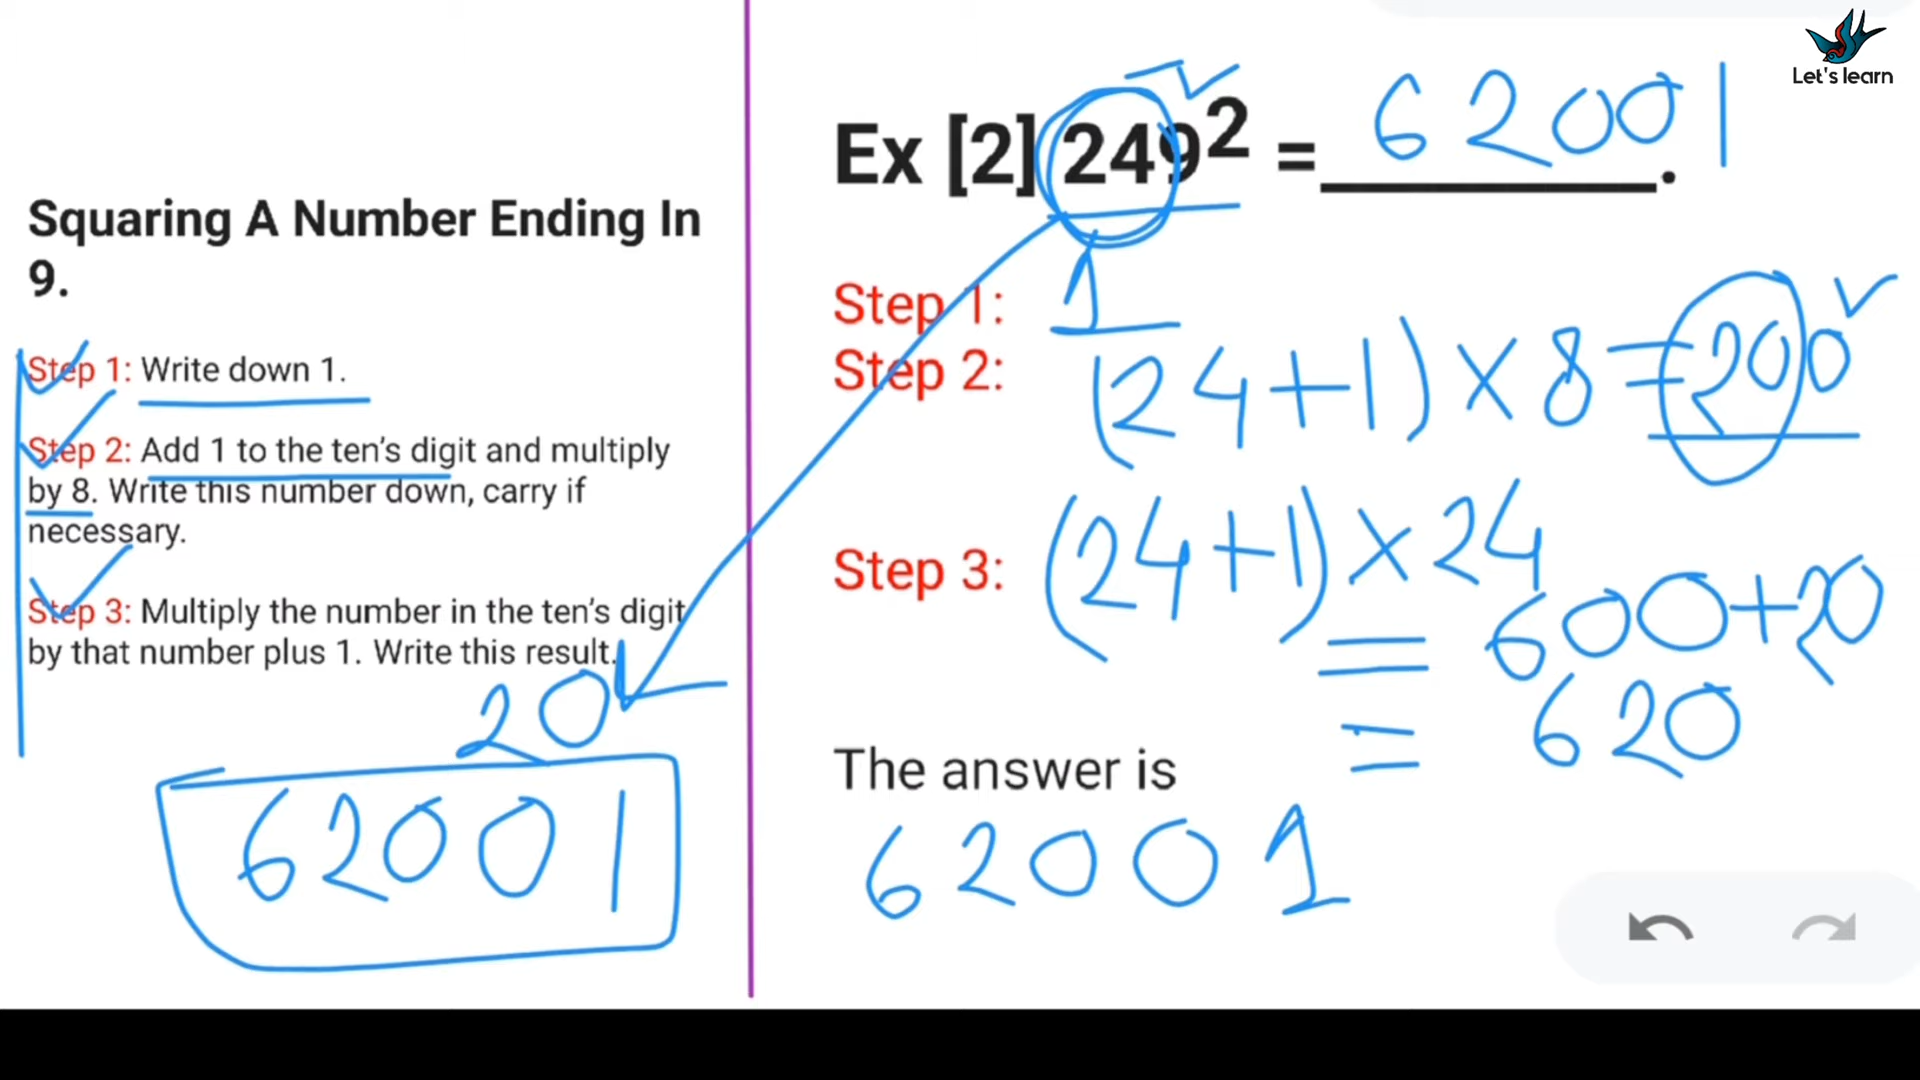 Squaring A Number Ending In
9.
Step 1: Write down 1.
Step 2: Add 1 to the ten's digit and multiply
by 8. Write this number down, carry if
necessary.
Step 3: Multiply the number in the ten's digit
by that number plus 1. Write this result.
20
62001
Let's learn
Ex [2] 249² = 62001.
Step 1: 1
Step 2: (24+1)×8=200
Step 3: (24+1)×24
= 600+20
= 620
The answer is
62001